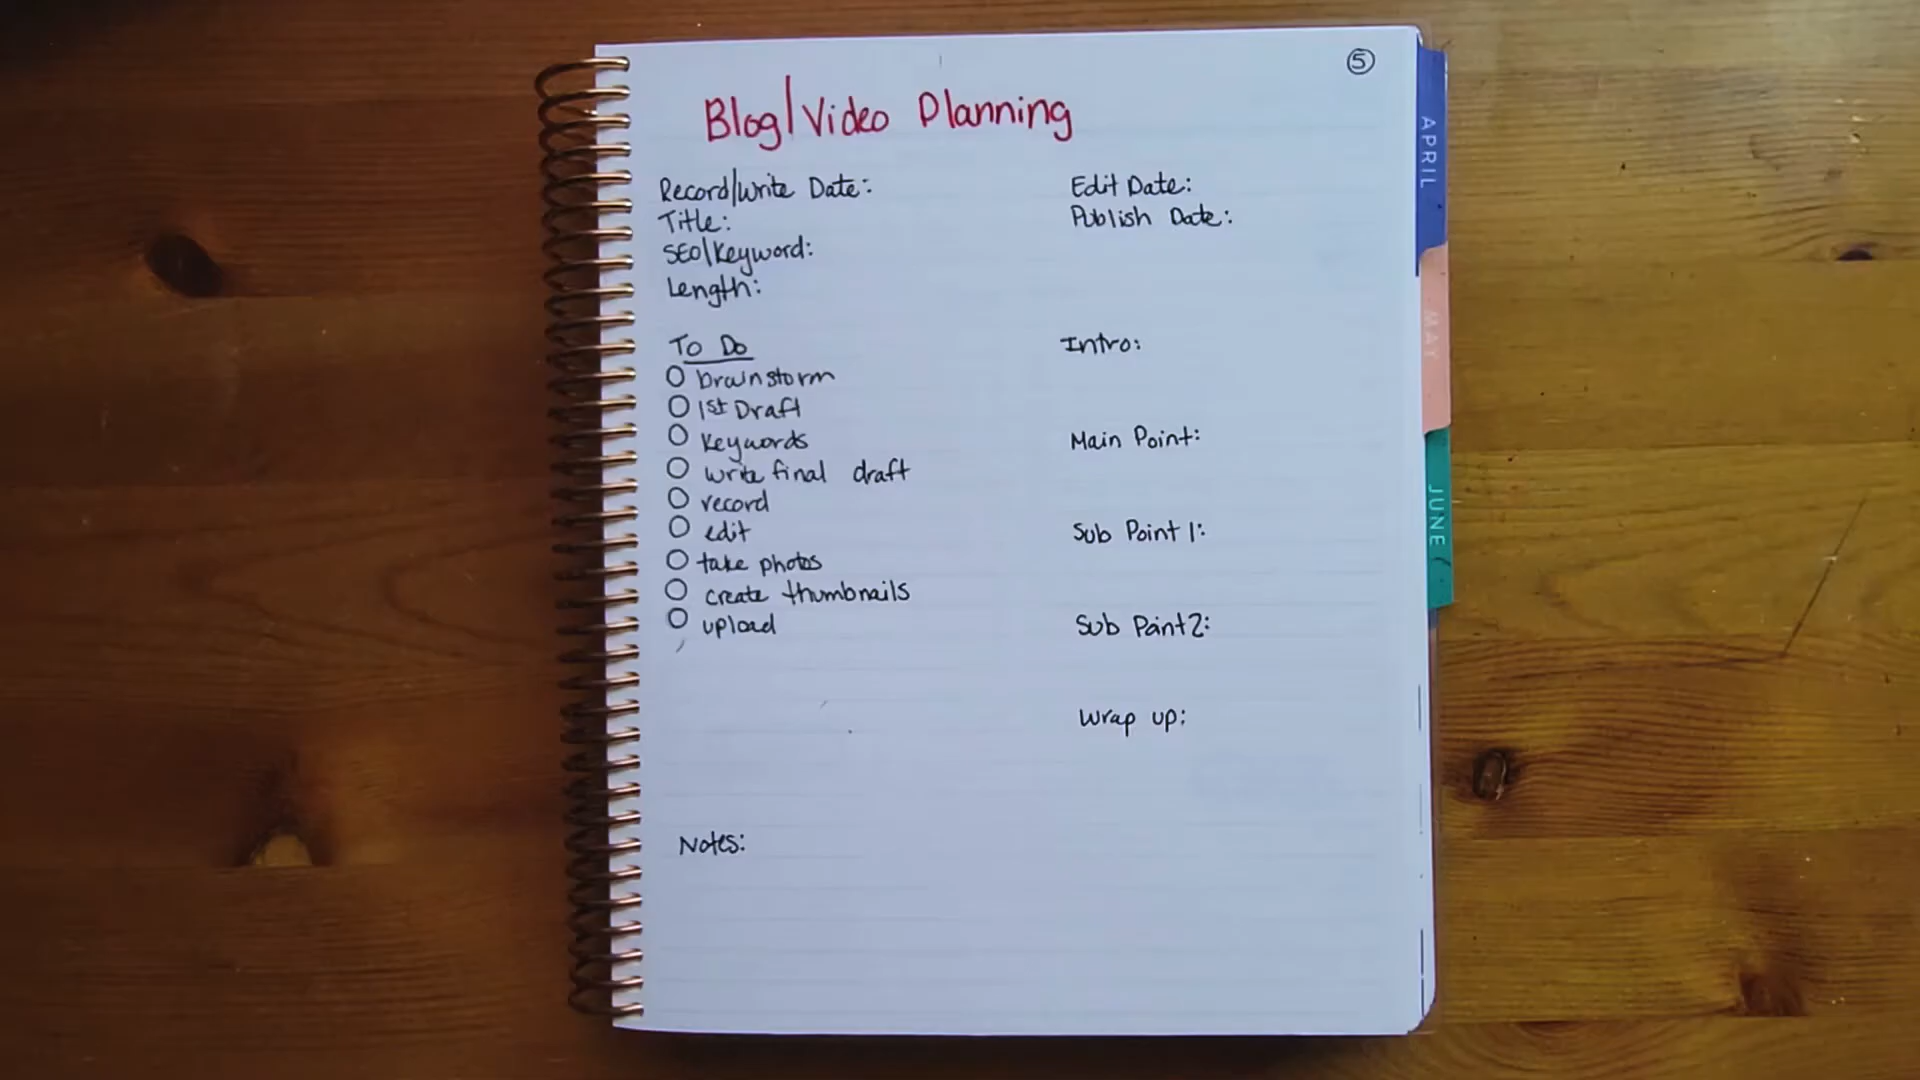 5
Blog/Video Planning
Record/Write Date:
Title:
SEO/Keyword:
Length:
Edit Date:
Publish Date:
To Do
brainstorm
1st Draft
Keywords
write final draft
record
edit
take photos
create thumbnails
upload
Intro:
Main Point:
Sub Point 1:
Sub Point 2:
Wrap up:
Notes:
APRIL
MAY
JUNE